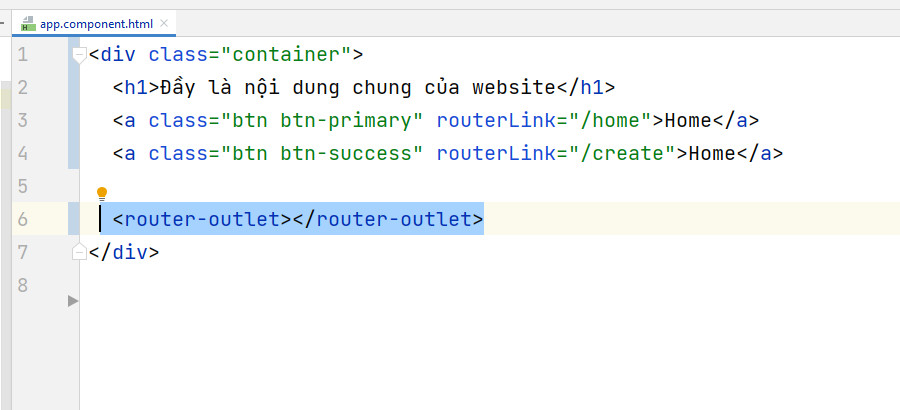 app.component.html
1 <div class="container">
2 <h1>Đầy là nội dung chung của website</h1>
3 <a class="btn btn-primary" routerLink="/home">Home</a>
4 <a class="btn btn-success" routerLink="/create">Home</a>
5
6 <router-outlet></router-outlet>
7 </div>
8